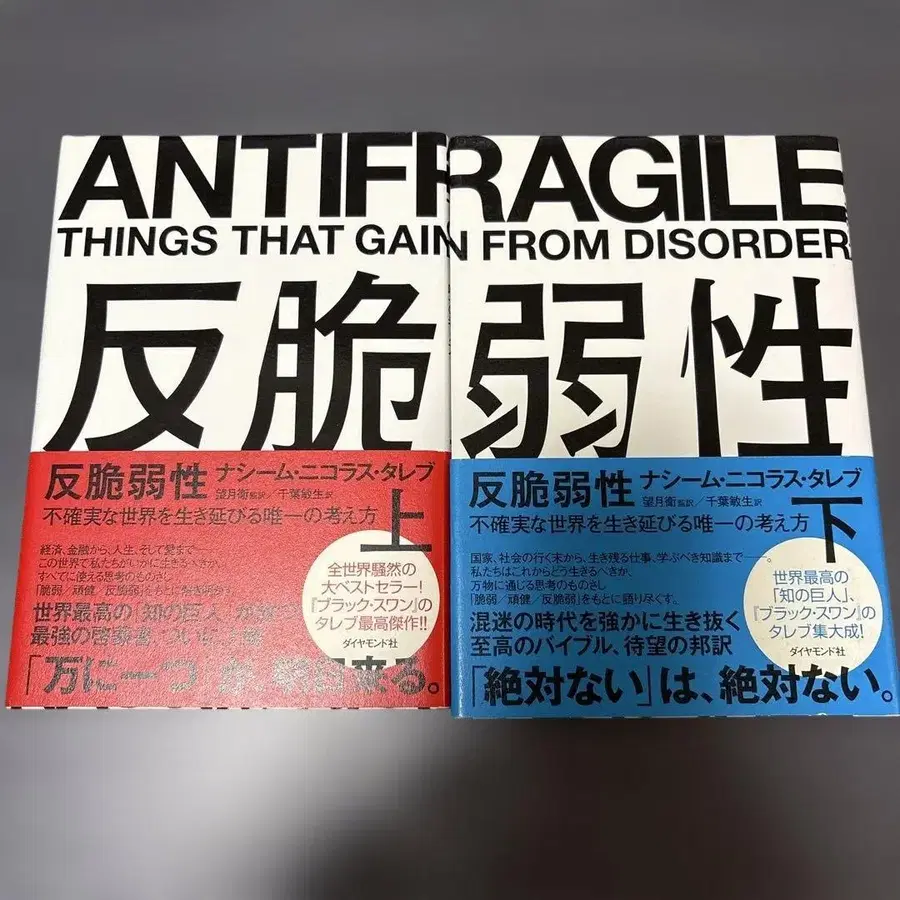 ANTIFRAGILE
THINGS THAT GAIN FROM DISORDER
反脆弱性
反脆弱性 ナシーム・ニコラス・タレブ
望月衛 監訳/千葉敏生 訳
不確実な世界を生き延びる唯一の考え方
上
経済、金融から、人生、そして愛まで――
この世界で私たちがいかに生きるべきか、
すべてに使える思考のものさし
「脆弱/頑健/反脆弱」をもとに
世界最高の「知の巨人」
最強の
「万に一つ
来る。
全世界騒然の
大ベストセラー!
『ブラック・スワン』の
タレブ最高傑作!!
ダイヤモンド社
反脆弱性 ナシーム・ニコラス・タレブ
望月衛 監訳/千葉敏生 訳
不確実な世界を生き延びる唯一の考え方
下
国家、社会の行く末から、生き残る仕事、学ぶべき知識まで――。
私たちはこれからどう生きるべきか、
万物に通じる思考のものさし
「脆弱/頑健/反脆弱」をもとに語り尽くす。
混迷の時代を強かに生き抜く
至高のバイブル、待望の邦訳
「絶対ない」は、絶対ない。
世界最高の
「知の巨人」、
『ブラック・スワン』の
タレブ集大成!
ダイヤモンド社